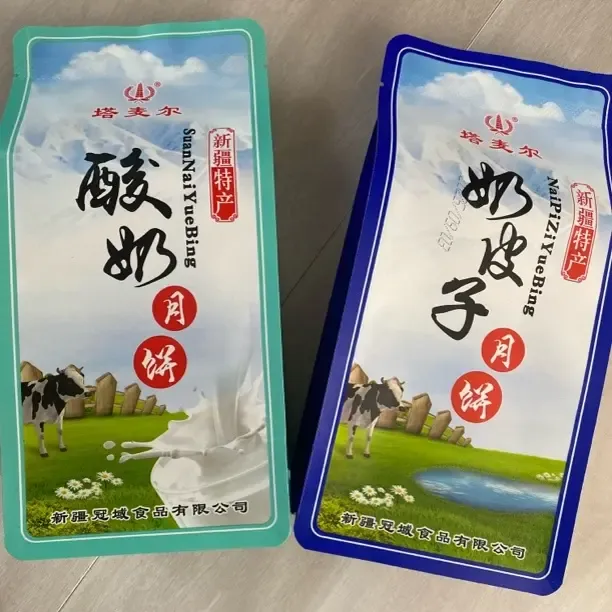 塔麦尔
新疆特产
SuanNaiYueBing
酸奶
月饼
新疆冠域食品有限公司
塔麦尔
新疆特产
NaiPiZiYueBing
奶皮子
月饼
新疆冠域食品有限公司